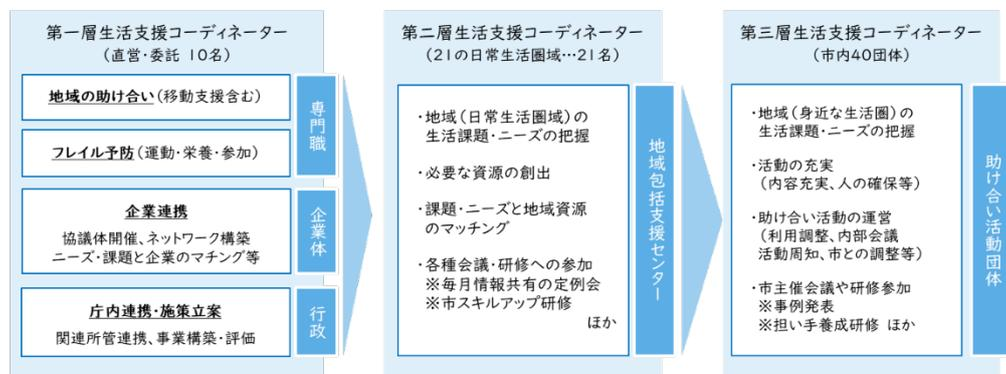 第一層生活支援コーディネーター
(直営・委託 10名)
地域の助け合い(移動支援含む)
フレイル予防(運動・栄養・参加)
専門職
企業連携
協議体開催、ネットワーク構築
ニーズ・課題と企業のマチング等
企業体
庁内連携・施策立案
関連所管連携、事業構築・評価
行政
第二層生活支援コーディネーター
(21の日常生活圏域…21名)
・地域(日常生活圏域)の
生活課題・ニーズの把握
・必要な資源の創出
・課題・ニーズと地域資源
のマッチング
・各種会議・研修への参加
※毎月情報共有の定例会
※市スキルアップ研修
ほか
地域包括支援センター
第三層生活支援コーディネーター
(市内40団体)
・地域(身近な生活圏)の
生活課題・ニーズの把握
・活動の充実
(内容充実、人の確保等)
・助け合い活動の運営
(利用調整、内部会議
活動周知、市との調整等)
・市主催会議や研修参加
※事例発表
※担い手養成研修 ほか
助け合い活動団体